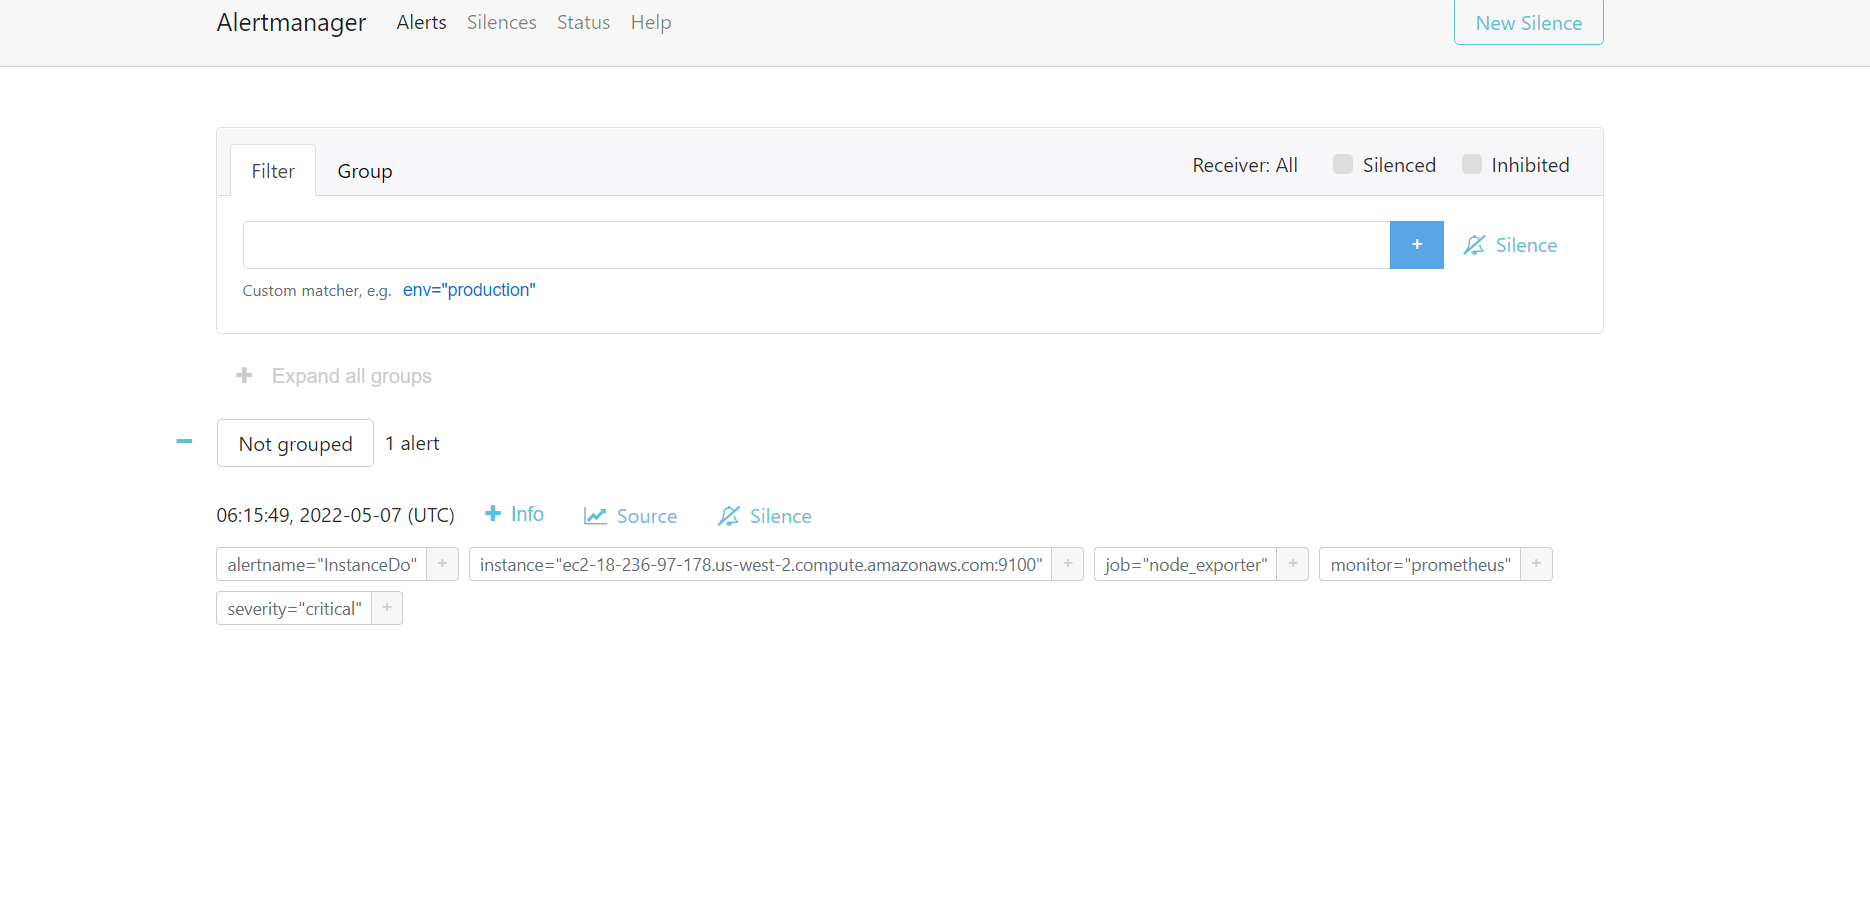 Alertmanager Alerts Silences Status Help New Silence
Filter Group Receiver: All Silenced Inhibited
+ Silence
Custom matcher, e.g. env="production"
+ Expand all groups
Not grouped 1 alert
06:15:49, 2022-05-07 (UTC) + Info Source Silence
alertname="InstanceDo" + instance="ec2-18-236-97-178.us-west-2.compute.amazonaws.com:9100" + job="node_exporter" + monitor="prometheus" +
severity="critical" +